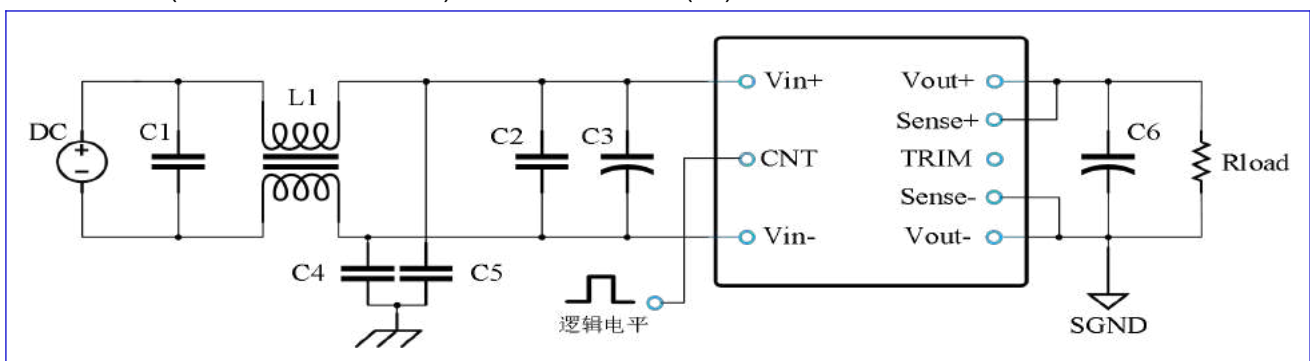 L1
DC
C1
C2
C3
C4
C5
逻辑电平
Vin+
CNT
Vin-
Vout+
Sense+
TRIM
Sense-
Vout-
C6
Rload
SGND